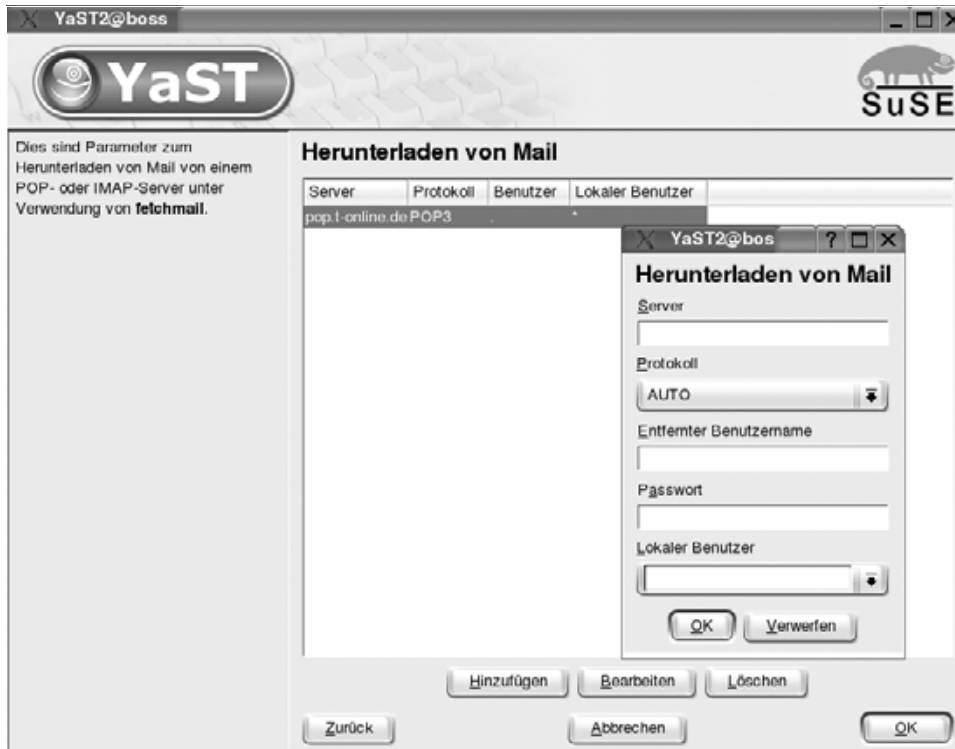 YaST2@boss
YaST
SuSE
Dies sind Parameter zum
Herunterladen von Mail von einem
POP- oder IMAP-Server unter
Verwendung von fetchmail.
Herunterladen von Mail
Server Protokoll Benutzer Lokaler Benutzer
pop.t-online.de POP3 . *
YaST2@bos
Herunterladen von Mail
Server
Protokoll
AUTO
Entfernter Benutzername
Passwort
Lokaler Benutzer
OK Verwerfen
Hinzufügen Bearbeiten Löschen
Zurück Abbrechen OK